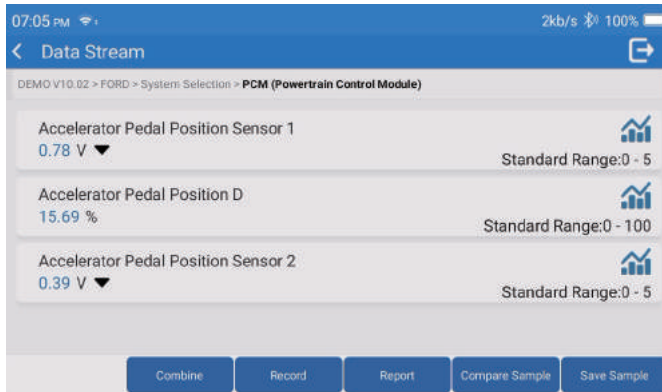 07:05 PM 2kb/s 100%
Data Stream
DEMO V10.02 > FORD > System Selection > PCM (Powertrain Control Module)
Accelerator Pedal Position Sensor 1
0.78 V
Standard Range:0 - 5
Accelerator Pedal Position D
15.69 %
Standard Range:0 - 100
Accelerator Pedal Position Sensor 2
0.39 V
Standard Range:0 - 5
Combine Record Report Compare Sample Save Sample